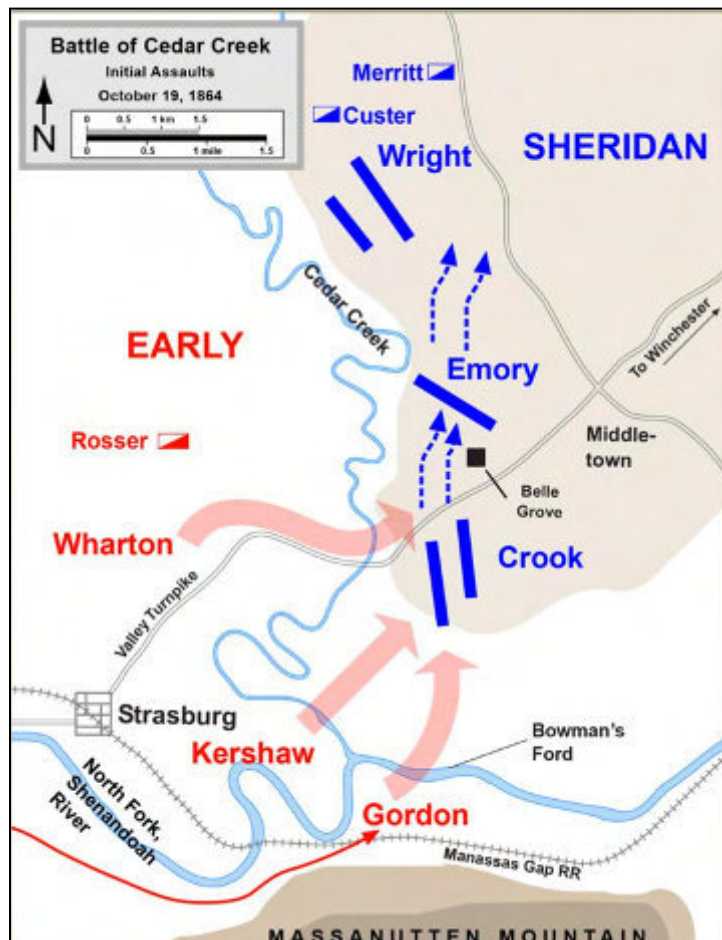 Battle of Cedar Creek
Initial Assaults
October 19, 1864
N
0 0.5 1 km 1.5
0 0.5 1 mile 1.5
Merritt
Custer
Wright
SHERIDAN
Cedar Creek
EARLY
Emory
To Winchester
Rosser
Middle-
town
Belle
Grove
Wharton
Crook
Valley Turnpike
Strasburg
Kershaw
Bowman's
Ford
North Fork,
Shenandoah
River
Gordon
Manassas Gap RR
MASSANUTTEN MOUNTAIN